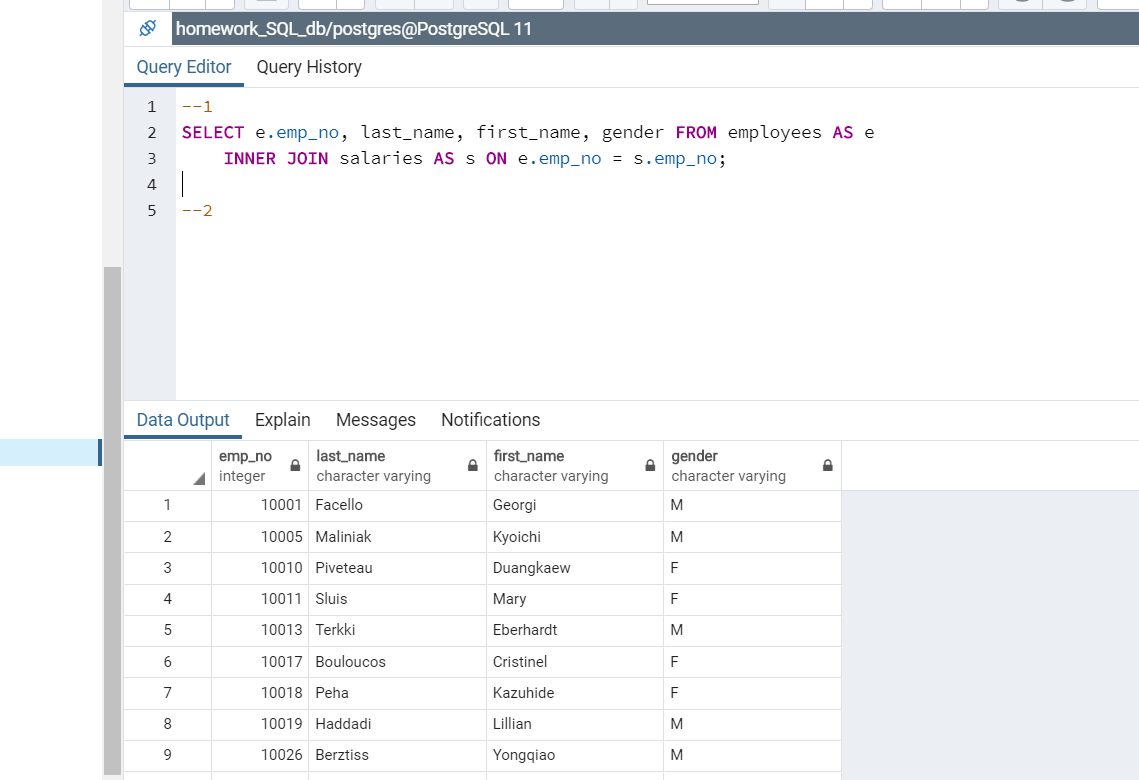 homework_SQL_db/postgres@PostgreSQL 11
Query Editor Query History
1 --1
2 SELECT e.emp_no, last_name, first_name, gender FROM employees AS e
3 INNER JOIN salaries AS s ON e.emp_no = s.emp_no;
4
5 --2
Data Output Explain Messages Notifications
emp_no last_name first_name gender
integer character varying character varying character varying
1 10001 Facello Georgi M
2 10005 Maliniak Kyoichi M
3 10010 Piveteau Duangkaew F
4 10011 Sluis Mary F
5 10013 Terkki Eberhardt M
6 10017 Bouloucos Cristinel F
7 10018 Peha Kazuhide F
8 10019 Haddadi Lillian M
9 10026 Berztiss Yongqiao M